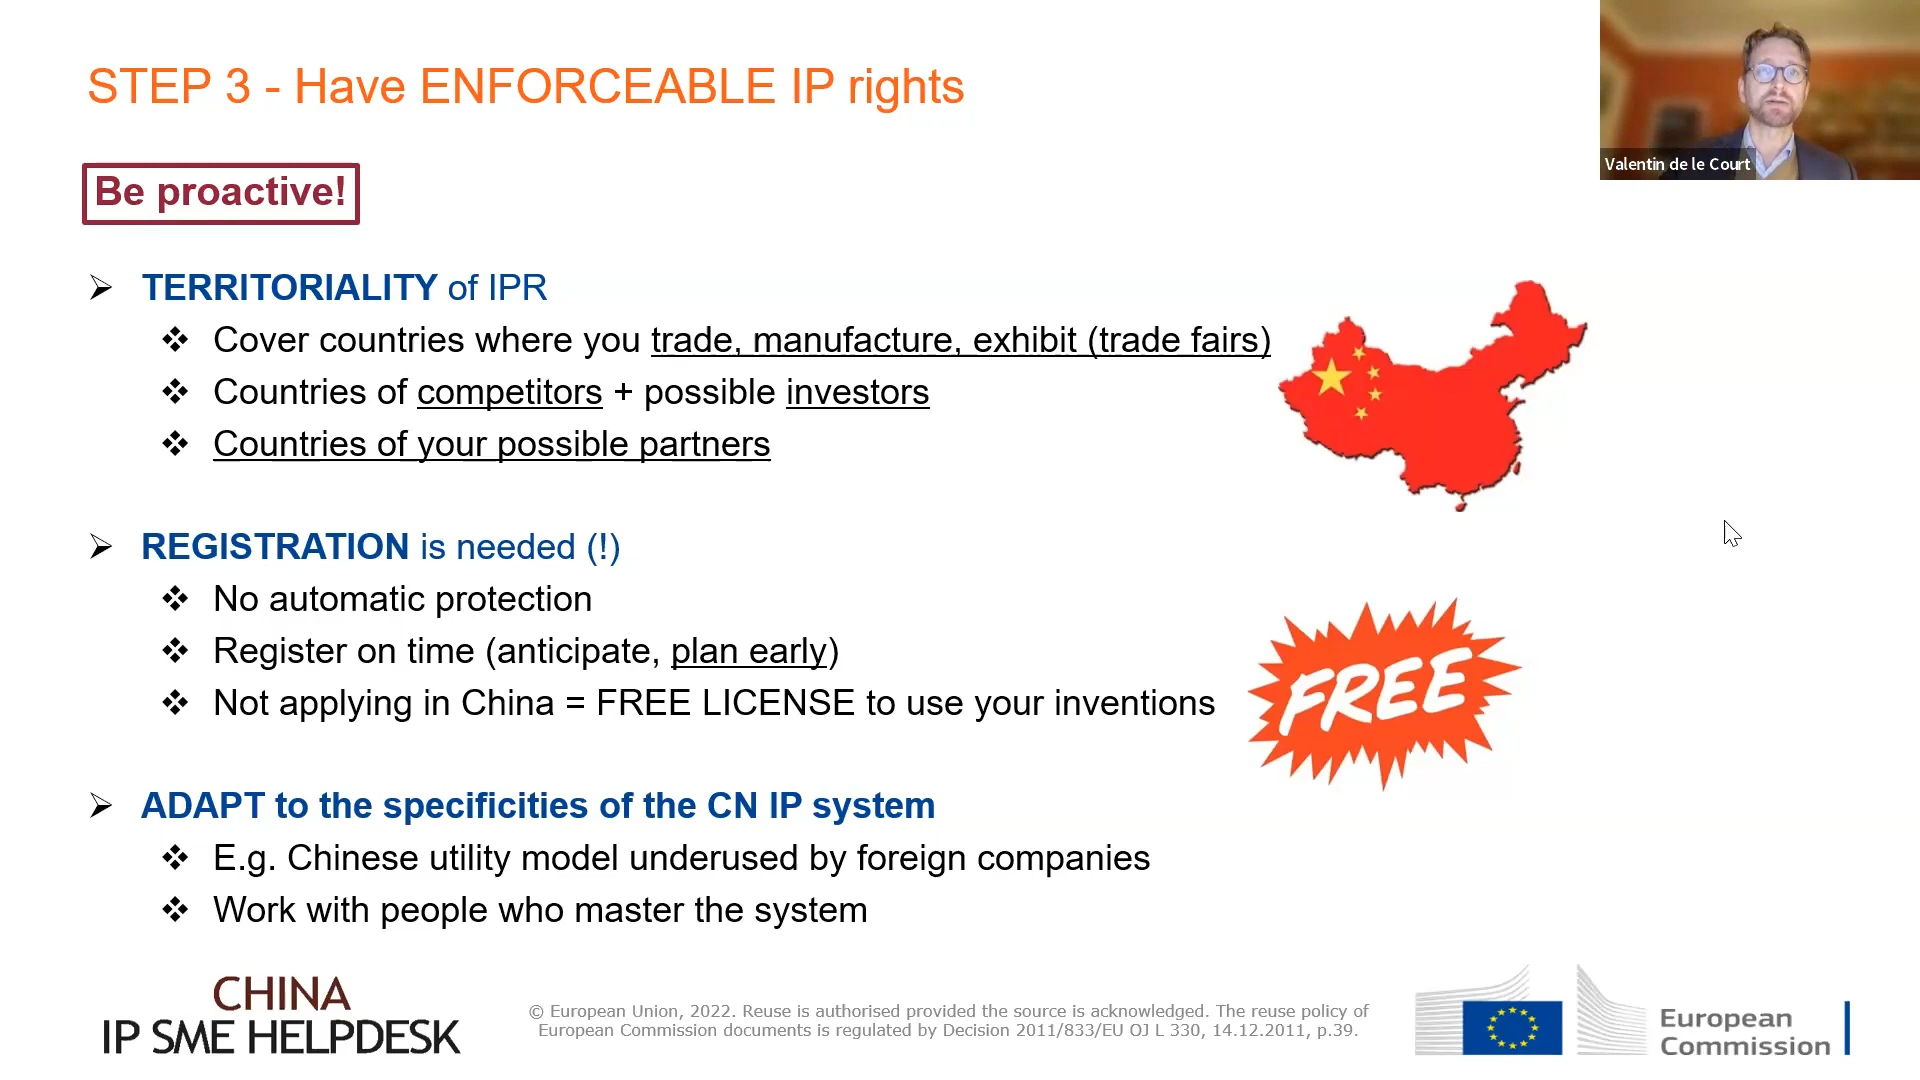 STEP 3 - Have ENFORCEABLE IP rights
Valentin de le Court
Be proactive!
TERRITORIALITY of IPR
Cover countries where you trade, manufacture, exhibit (trade fairs)
Countries of competitors + possible investors
Countries of your possible partners
REGISTRATION is needed (!)
No automatic protection
Register on time (anticipate, plan early)
Not applying in China = FREE LICENSE to use your inventions
FREE
ADAPT to the specificities of the CN IP system
E.g. Chinese utility model underused by foreign companies
Work with people who master the system
CHINA
IP SME HELPDESK
© European Union, 2022. Reuse is authorised provided the source is acknowledged. The reuse policy of
European Commission documents is regulated by Decision 2011/833/EU OJ L 330, 14.12.2011, p.39.
European
Commission